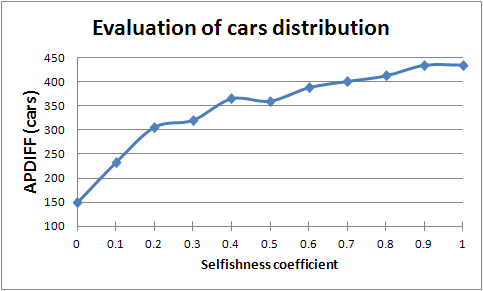 Evaluation of cars distribution
APDIFF (cars)
450
400
350
300
250
200
150
100
0 0.1 0.2 0.3 0.4 0.5 0.6 0.7 0.8 0.9 1
Selfishness coefficient